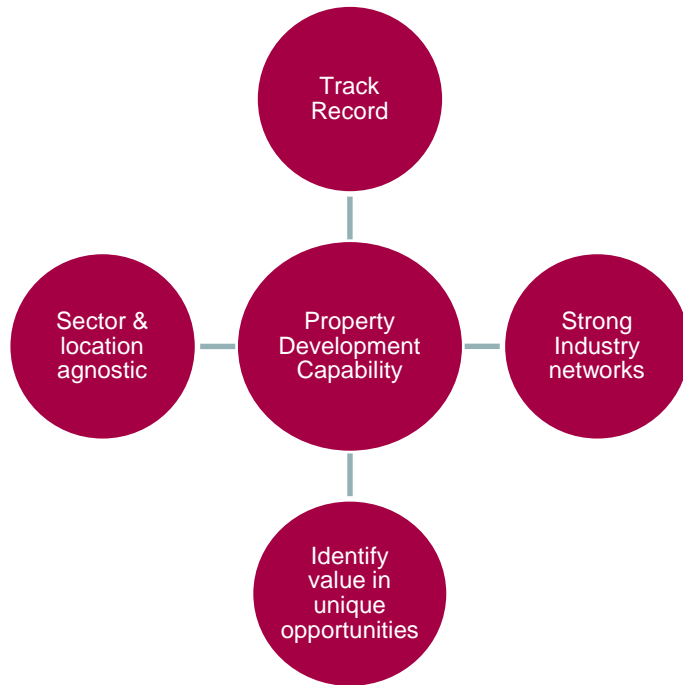 Track
Record
Sector &
location
agnostic
Property
Development
Capability
Strong
Industry
networks
Identify
value in
unique
opportunities